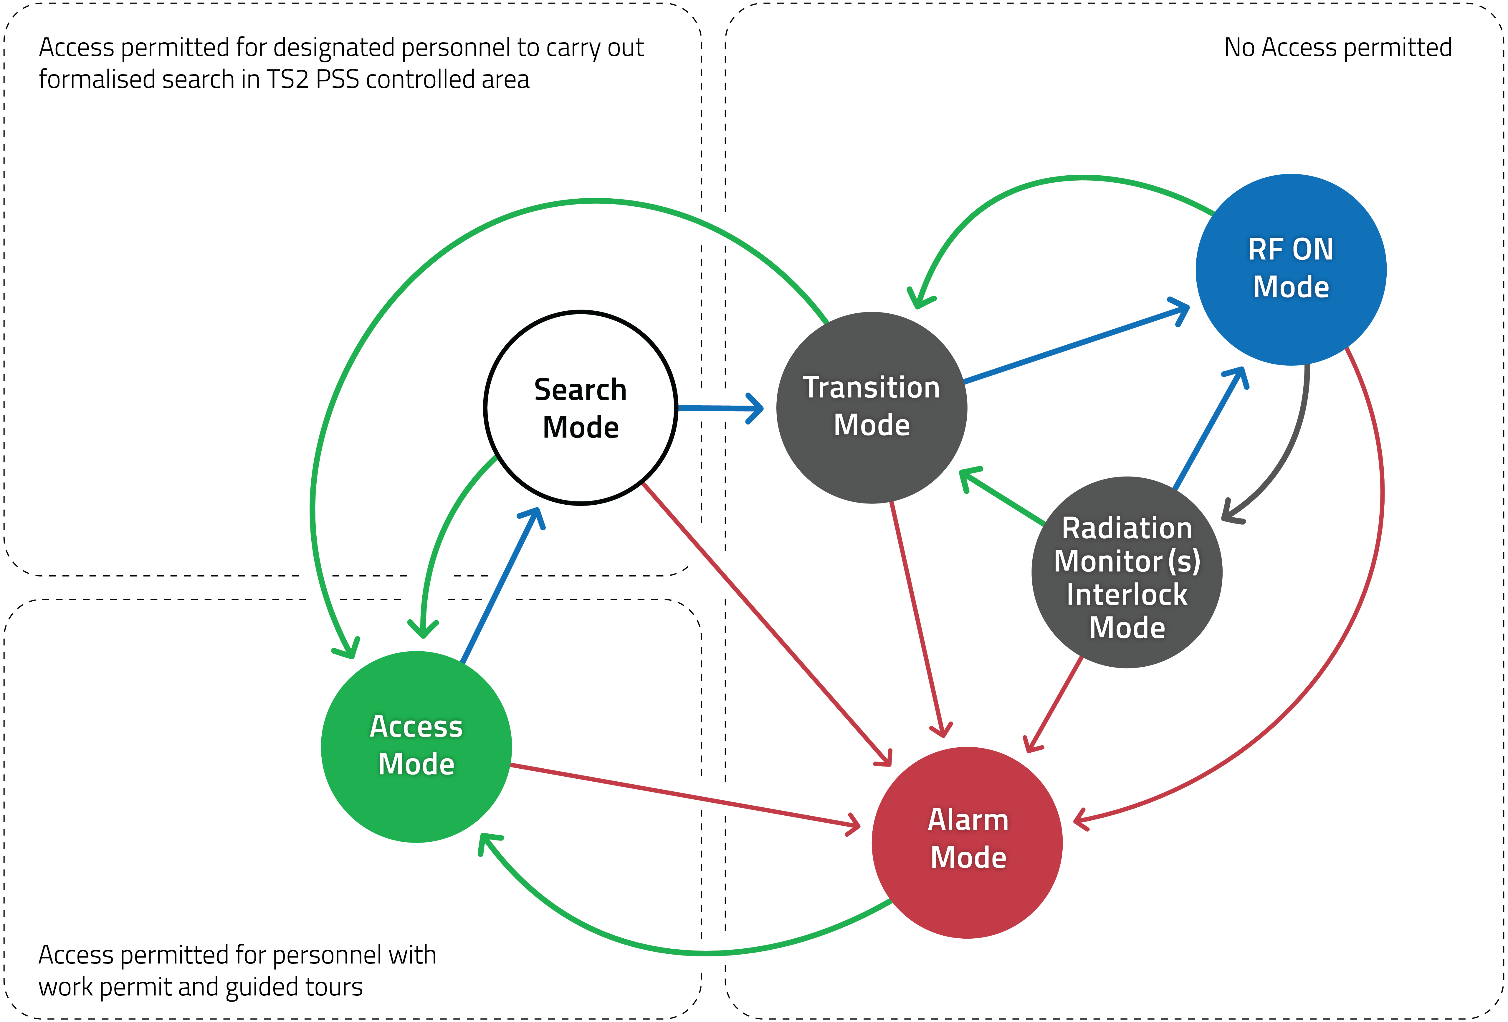 Access permitted for designated personnel to carry out
formalised search in TS2 PSS controlled area
No Access permitted
RF ON
Mode
Search
Mode
Transition
Mode
Radiation
Monitor(s)
Interlock
Mode
Access
Mode
Alarm
Mode
Access permitted for personnel with
work permit and guided tours